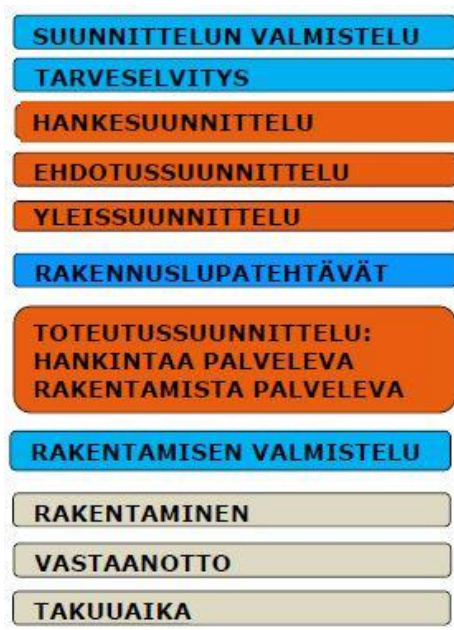 SUUNNITTELUN VALMISTELU
TARVESELVITYS
HANKESUUNNITTELU
EHDOTUSSUUNNITTELU
YLEISSUUNNITTELU
RAKENNUSLUPATEHTÄVÄT
TOTEUTUSSUUNNITTELU:
HANKINTAA PALVELEVA
RAKENTAMISTA PALVELEVA
RAKENTAMISEN VALMISTELU
RAKENTAMINEN
VASTAANOTTO
TAKUUAIKA